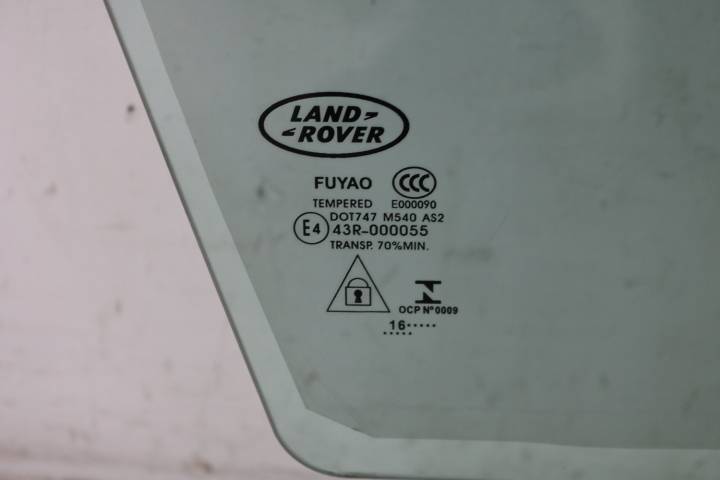 LAND
ROVER
FUYAO CCC
TEMPERED E000090
DOT747 M540 AS2
E4 43R-000055
TRANSP. 70%MIN.
OCP Nº0009
16